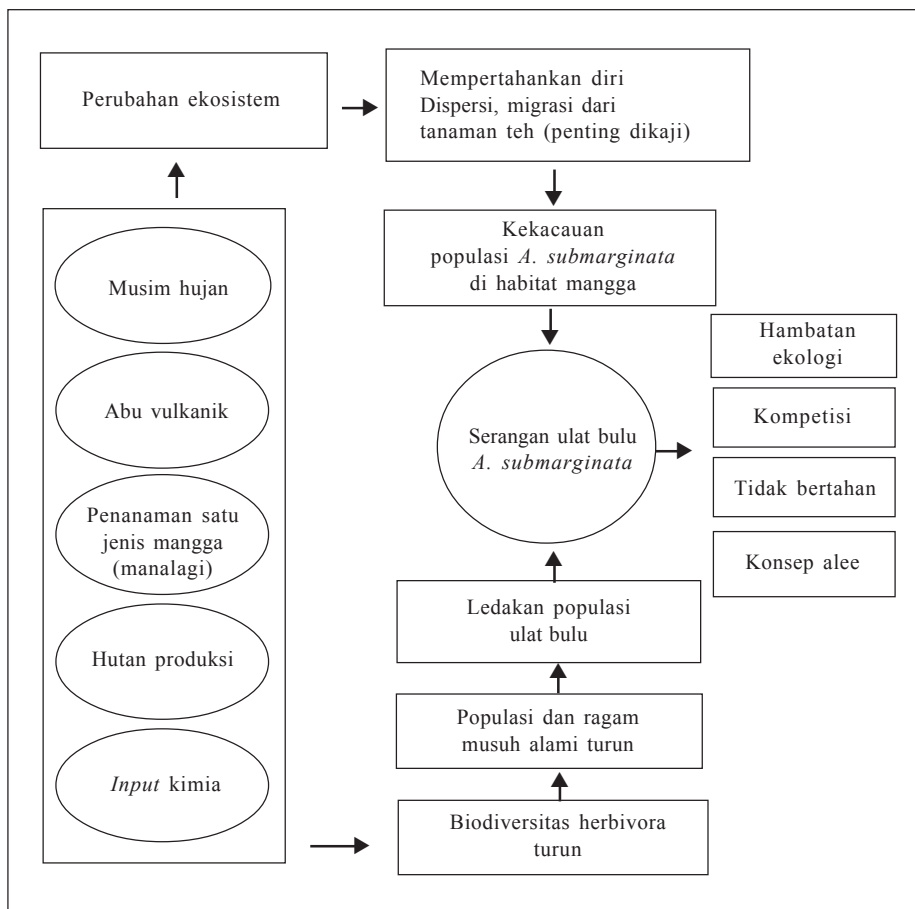 Perubahan ekosistem
Mempertahankan diri
Dispersi, migrasi dari
tanaman teh (penting dikaji)
Kekacauan
populasi A. submarginata
di habitat mangga
Musim hujan
Abu vulkanik
Penanaman satu
jenis mangga
(manalagi)
Hutan produksi
Input kimia
Serangan ulat bulu
A. submarginata
Hambatan
ekologi
Kompetisi
Tidak bertahan
Konsep alee
Ledakan populasi
ulat bulu
Populasi dan ragam
musuh alami turun
Biodiversitas herbivora
turun